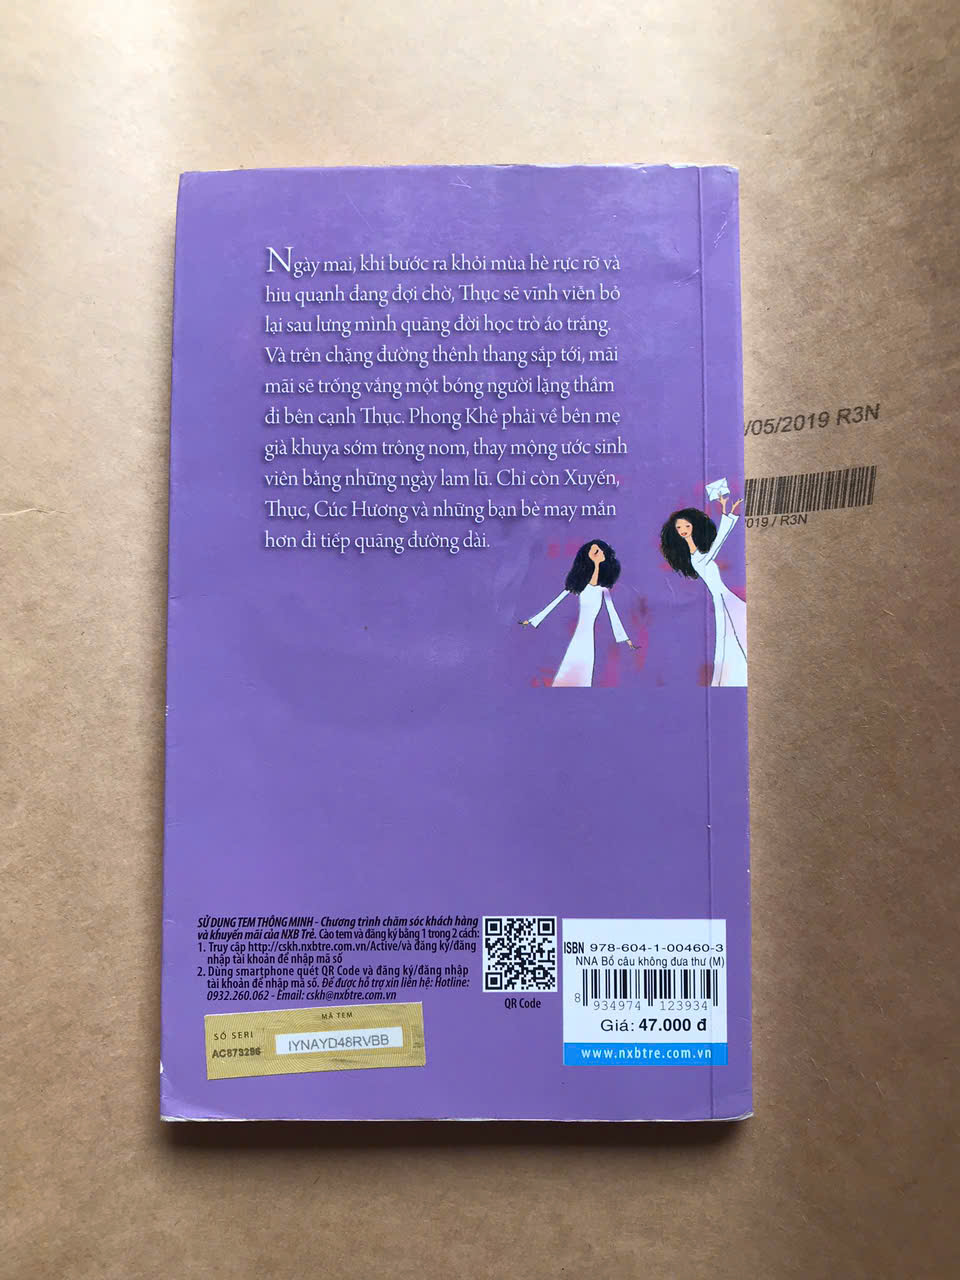 Ngày mai, khi bước ra khỏi mùa hè rực rỡ và
hiu quạnh đang đợi chờ, Thục sẽ vĩnh viễn bỏ
lại sau lưng mình quãng đời học trò áo trắng.
Và trên chặng đường thênh thang sắp tới, mãi
mãi sẽ trống vắng một bóng người lặng thầm
đi bên cạnh Thục. Phong Khê phải về bên mẹ
già khuya sớm trông nom, thay mộng ước sinh
viên bằng những ngày lam lũ. Chỉ còn Xuyến,
Thục, Cúc Hương và những bạn bè may mắn
hơn đi tiếp quãng đường dài.
/05/2019 R3N
2019 / R3N
SỬ DỤNG TEM THÔNG MINH - Chương trình chăm sóc khách hàng
và khuyến mãi của NXB Trẻ. Cào tem và đăng ký bằng 1 trong 2 cách:
1. Truy cập http://cskh.nxbtre.com.vn/Active/và đăng ký/đăng
nhập tài khoản để nhập mã số
2. Dùng smartphone quét QR Code và đăng ký/đăng nhập
tài khoản để nhập mã số. Để được hỗ trợ xin liên hệ: Hotline:
0932.260.062 - Email: cskh@nxbtre.com.vn
QR Code
MÃ TEM
SỐ SERI
AC873286
IYNAYD48RVBB
ISBN 978-604-1-00460-3
NNA Bồ câu không đưa thư (M)
8 934974 123934
Giá: 47.000 đ
www.nxbtre.com.vn